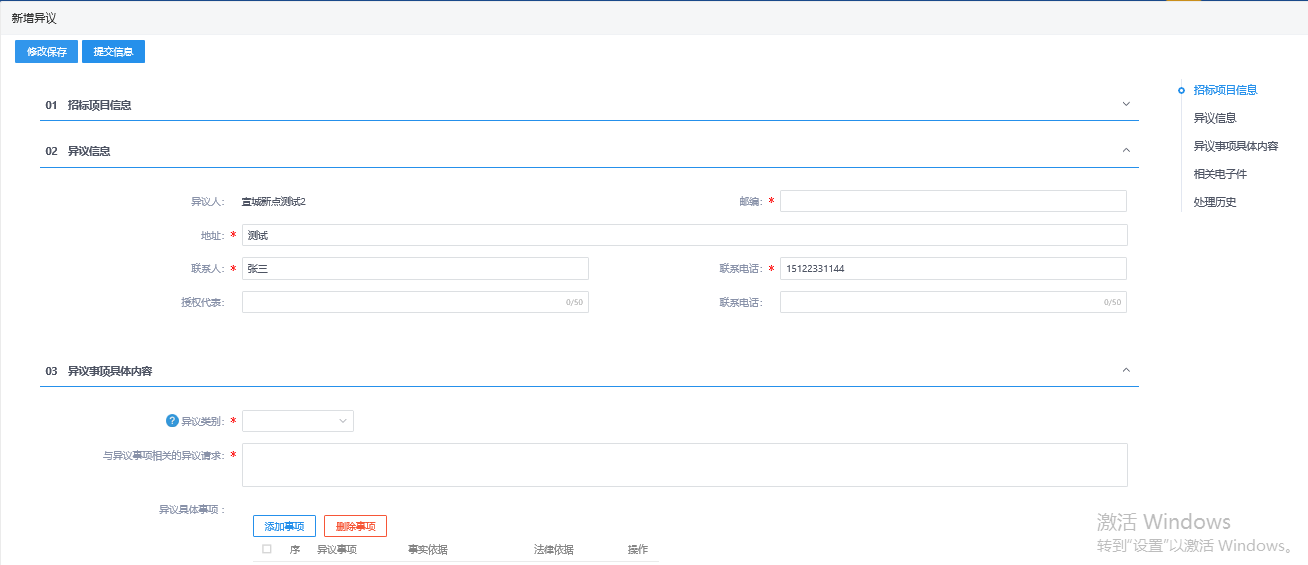 新增异议
修改保存 提交信息
01 招标项目信息
02 异议信息
异议人： 宣城新点测试2 邮编：*
地址：* 测试
联系人：* 张三 联系电话：* 15122331144
授权代表： 0/50 联系电话： 0/50
03 异议事项具体内容
? 异议类别：*
与异议事项相关的异议请求：*
异议具体事项：
添加事项 删除事项
序 异议事项 事实依据 法律依据 操作
招标项目信息
异议信息
异议事项具体内容
相关电子件
处理历史
激活 Windows
转到“设置”以激活 Windows。